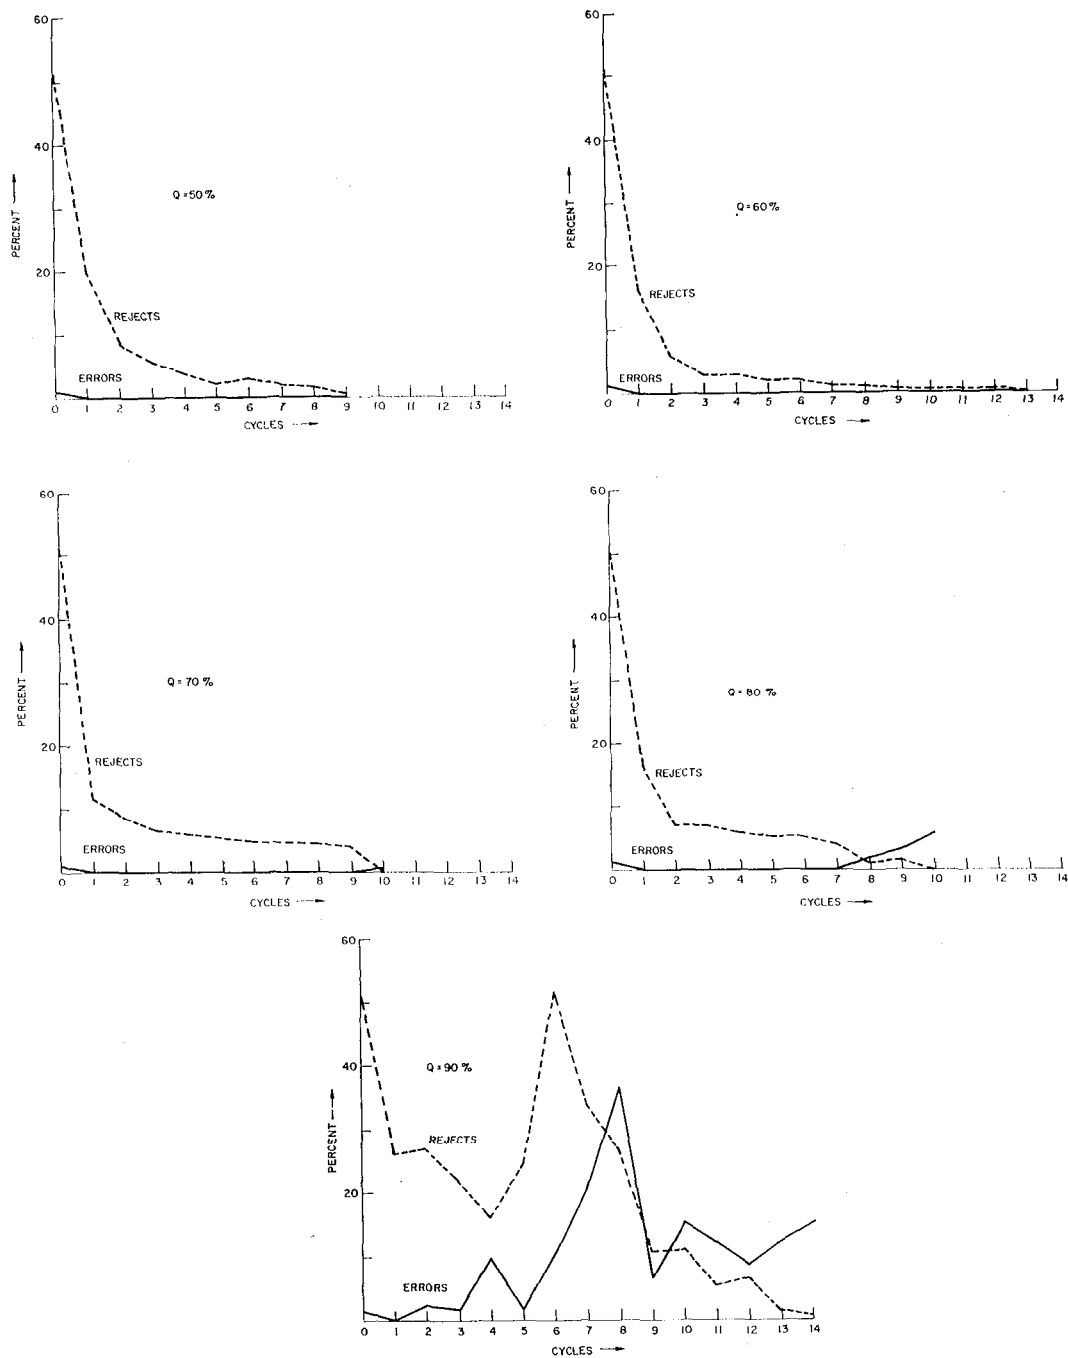 60
40
20
PERCENT
Q = 50 %
REJECTS
ERRORS
0 1 2 3 4 5 6 7 8 9 10 11 12 13 14
CYCLES
60
40
20
PERCENT
Q = 60 %
REJECTS
ERRORS
0 1 2 3 4 5 6 7 8 9 10 11 12 13 14
CYCLES
60
40
20
PERCENT
Q = 70 %
REJECTS
ERRORS
0 1 2 3 4 5 6 7 8 9 10 11 12 13 14
CYCLES
60
40
20
PERCENT
Q = 80 %
REJECTS
ERRORS
0 1 2 3 4 5 6 7 8 9 10 11 12 13 14
CYCLES
60
40
20
PERCENT
Q = 90 %
REJECTS
ERRORS
0 1 2 3 4 5 6 7 8 9 10 11 12 13 14
CYCLES